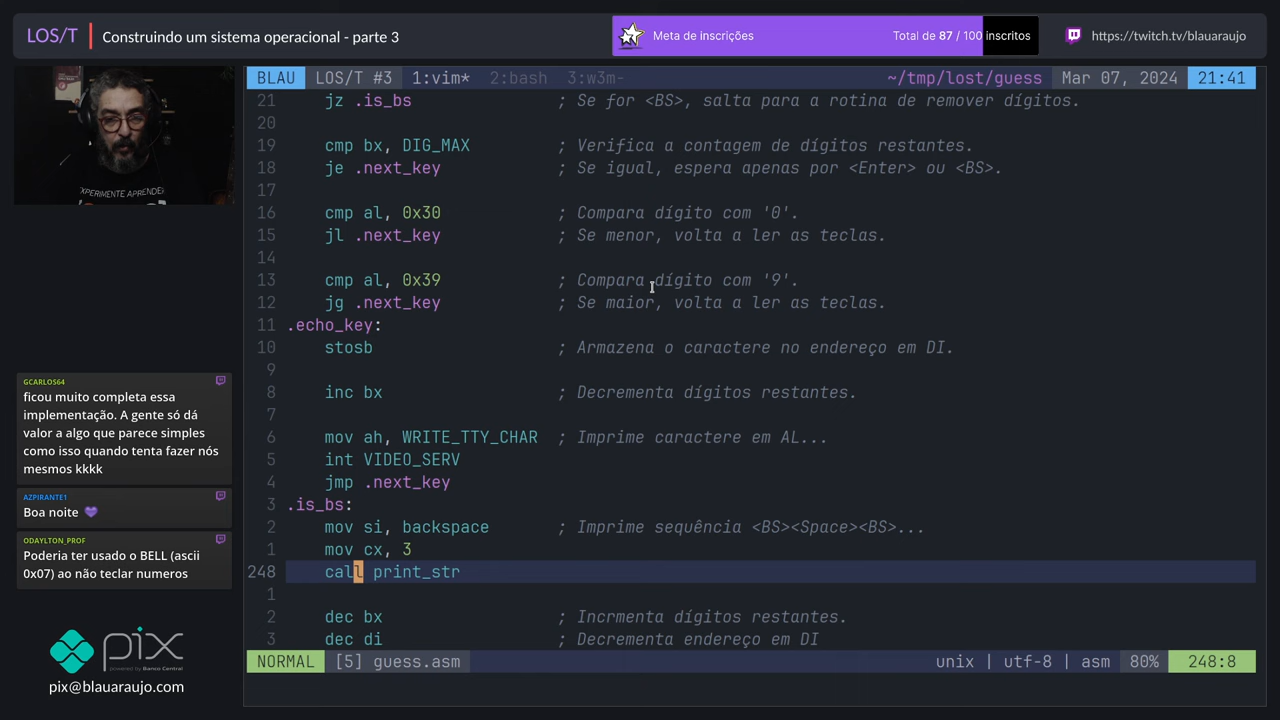 LOS/T | Construindo um sistema operacional - parte 3
Meta de inscrições Total de 87 / 100 inscritos
https://twitch.tv/blauaraujo
BLAU LOS/T #3 1:vim* 2:bash 3:w3m- ~/tmp/lost/guess Mar 07, 2024 21:41
21 jz .is_bs ; Se for <BS>, salta para a rotina de remover dígitos.
20
19 cmp bx, DIG_MAX ; Verifica a contagem de dígitos restantes.
18 je .next_key ; Se igual, espera apenas por <Enter> ou <BS>.
17
16 cmp al, 0x30 ; Compara dígito com '0'.
15 jl .next_key ; Se menor, volta a ler as teclas.
14
13 cmp al, 0x39 ; Compara dígito com '9'.
12 jg .next_key ; Se maior, volta a ler as teclas.
11 .echo_key:
10 stosb ; Armazena o caractere no endereço em DI.
9
8 inc bx ; Decrementa dígitos restantes.
7
6 mov ah, WRITE_TTY_CHAR ; Imprime caractere em AL...
5 int VIDEO_SERV
4 jmp .next_key
3 .is_bs:
2 mov si, backspace ; Imprime sequência <BS><Space><BS>...
1 mov cx, 3
248 call print_str
1
2 dec bx ; Incrmenta dígitos restantes.
3 dec di ; Decrementa endereço em DI
NORMAL [5] guess.asm unix | utf-8 | asm 80% 248:8
EXPERIMENTE APRENDER
GCARLOS64
ficou muito completa essa
implementação. A gente só dá
valor a algo que parece simples
como isso quando tenta fazer nós
mesmos kkkk
AZPIRANTE1
Boa noite 💜
ODAYLTON_PROF
Poderia ter usado o BELL (ascii
0x07) ao não teclar numeros
pix
powered by Banco Central
pix@blauaraujo.com